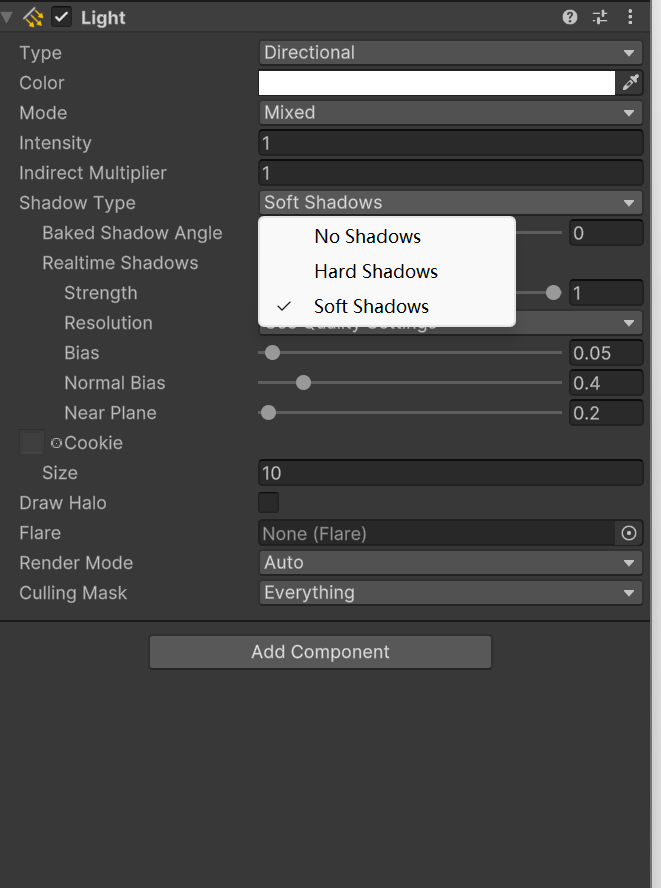 Light
Type Directional
Color
Mode Mixed
Intensity 1
Indirect Multiplier 1
Shadow Type Soft Shadows
Baked Shadow Angle 0
No Shadows
Realtime Shadows
Hard Shadows
Strength 1
Soft Shadows
Resolution Use Quality Settings
Bias 0.05
Normal Bias 0.4
Near Plane 0.2
Cookie
Size 10
Draw Halo
Flare None (Flare)
Render Mode Auto
Culling Mask Everything
Add Component